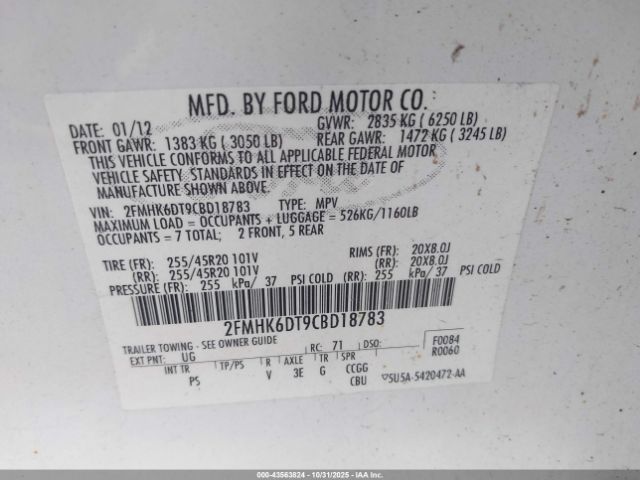 MFD. BY FORD MOTOR CO.
DATE: 01/12 GVWR: 2835 KG ( 6250 LB)
FRONT GAWR: 1383 KG ( 3050 LB) REAR GAWR: 1472 KG ( 3245 LB)
THIS VEHICLE CONFORMS TO ALL APPLICABLE FEDERAL MOTOR
VEHICLE SAFETY STANDARDS IN EFFECT ON THE DATE OF
MANUFACTURE SHOWN ABOVE.
VIN: 2FMHK6DT9CBD18783 TYPE: MPV
MAXIMUM LOAD = OCCUPANTS + LUGGAGE = 526KG/1160LB
OCCUPANTS = 7 TOTAL; 2 FRONT, 5 REAR
TIRE (FR): 255/45R20 101V RIMS (FR): 20X8.0J
(RR): 255/45R20 101V (RR): 20X8.0J
PRESSURE (FR): 255 kPa/ 37 PSI COLD (RR): 255 kPa/ 37 PSI COLD
2FMHK6DT9CBD18783
TRAILER TOWING - SEE OWNER GUIDE RC: 71 DSO: F0084
EXT PNT: UG R0060
INT TR TP/PS R AXLE TR SPR
PS V 3E G CCGG
CBU ▽5U5A-5420472-AA
000-43563824 - 10/31/2025 - Copyright © 2025 IAA, LLC.